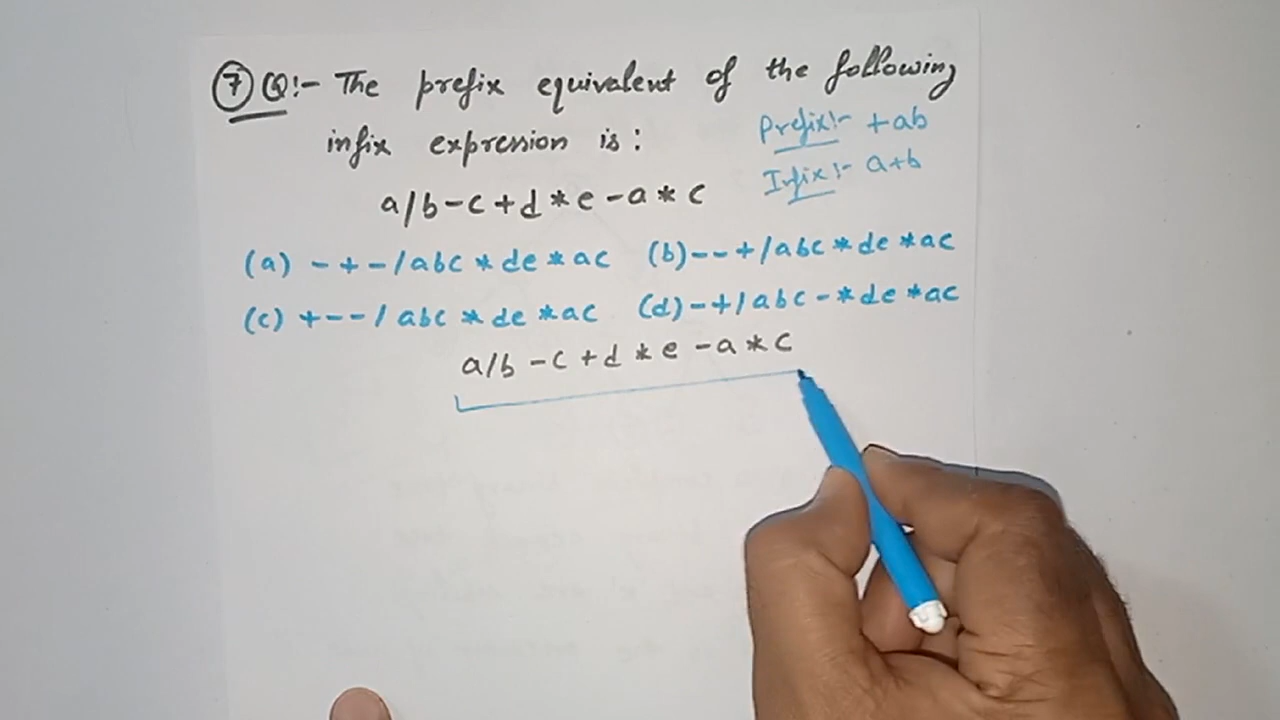 ⑦ Q:- The prefix equivalent of the following
infix expression is:
Prefix:- +ab
Infix:- a+b
a/b-c+d*e-a*c
(a) -+-/abc*de*ac (b)--+/abc*de*ac
(c) +--/abc*de*ac (d)-+/abc-*de*ac
a/b-c+d*e-a*c